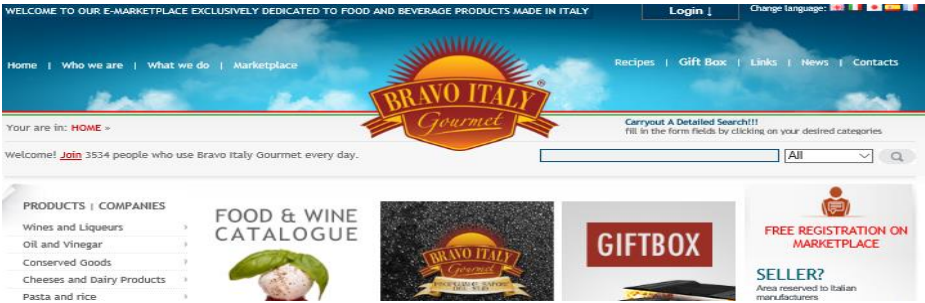 WELCOME TO OUR E-MARKETPLACE EXCLUSIVELY DEDICATED TO FOOD AND BEVERAGE PRODUCTS MADE IN ITALY
Login ↓
Change language:
Home | Who we are | What we do | Marketplace
Recipes | Gift Box | Links | News | Contacts
BRAVO ITALY
Gourmet
®
Your are in: HOME »
Carryout A Detailed Search!!!
fill in the form fields by clicking on your desired categories
Welcome! Join 3534 people who use Bravo Italy Gourmet every day.
All
PRODUCTS | COMPANIES
Wines and Liqueurs
Oil and Vinegar
Conserved Goods
Cheeses and Dairy Products
Pasta and rice
FOOD & WINE
CATALOGUE
BRAVO ITALY
Gourmet
GIFTBOX
FREE REGISTRATION ON
MARKETPLACE
SELLER?
Area reserved to Italian
manufacturers